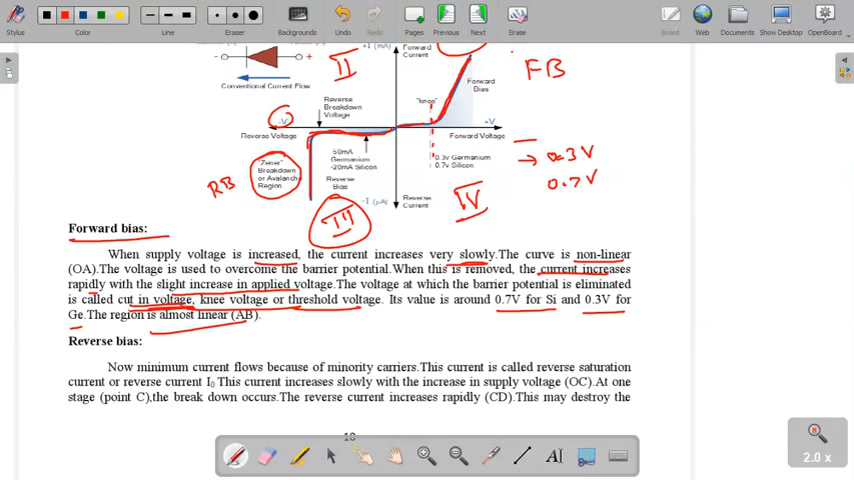 Stylus
Color
Line
Eraser
Backgrounds
Undo
Redo
Pages
Previous
Next
Erase
Board
Web
Documents
Show Desktop
OpenBoard
+I (mA)
Forward
Current
II
FB
-
+
Conventional Current Flow
Forward
Bias
Reverse
Breakdown
Voltage
"knee"
-V
+V
Reverse Voltage
Forward Voltage
50mA
Germanium
-20mA Silicon
0.3v Germanium
0.7v Silicon
→ 0.3V
0.7V
"Zener"
Breakdown
or Avalanche
Region
RB
Reverse
Bias
-I (µA)
Reverse
Current
III
IV
Forward bias:
When supply voltage is increased, the current increases very slowly.The curve is non-linear
(OA).The voltage is used to overcome the barrier potential.When this is removed, the current increases
rapidly with the slight increase in applied voltage.The voltage at which the barrier potential is eliminated
is called cut in voltage, knee voltage or threshold voltage. Its value is around 0.7V for Si and 0.3V for
Ge.The region is almost linear (AB).
Reverse bias:
Now minimum current flows because of minority carriers.This current is called reverse saturation
current or reverse current I0.This current increases slowly with the increase in supply voltage (OC).At one
stage (point C),the break down occurs.The reverse current increases rapidly (CD).This may destroy the
2.0 x